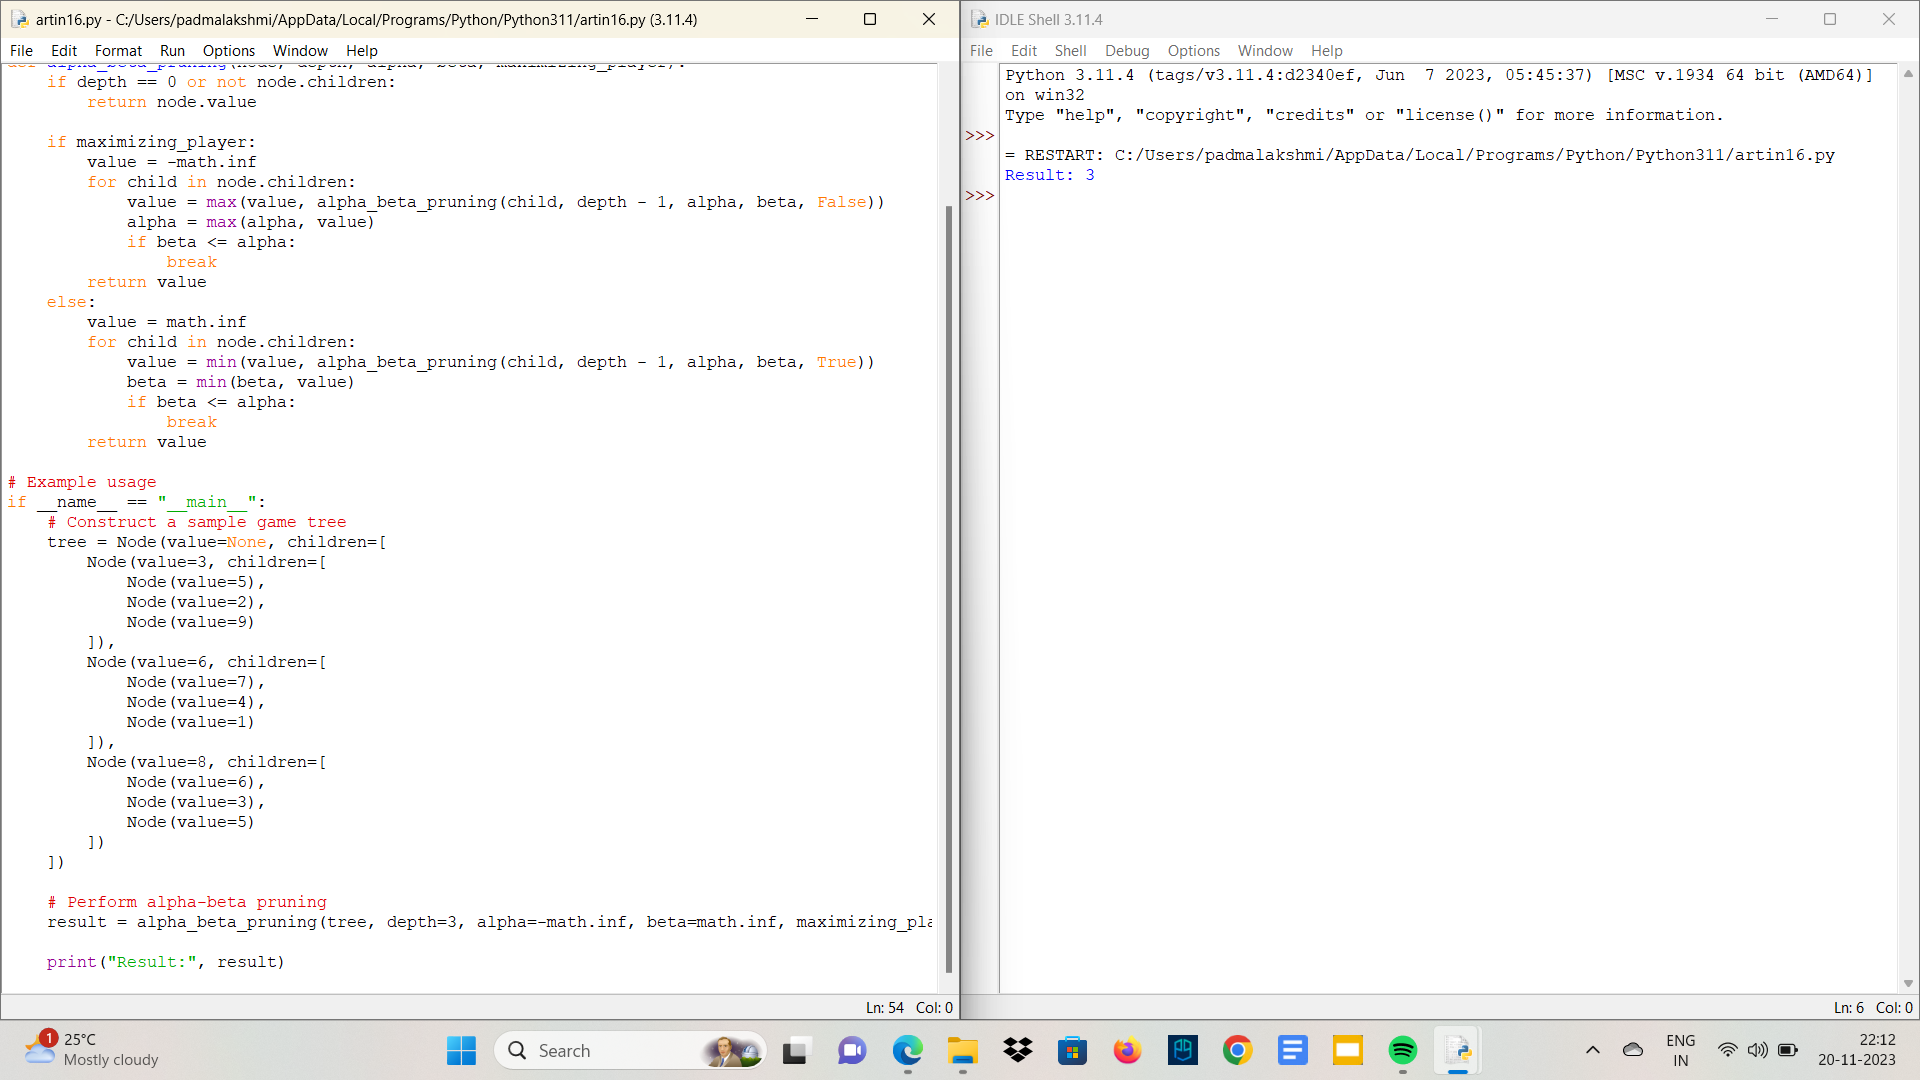 artin16.py - C:/Users/padmalakshmi/AppData/Local/Programs/Python/Python311/artin16.py (3.11.4)
File Edit Format Run Options Window Help
def alpha_beta_pruning(node, depth, alpha, beta, maximizing_player):
    if depth == 0 or not node.children:
        return node.value

    if maximizing_player:
        value = -math.inf
        for child in node.children:
            value = max(value, alpha_beta_pruning(child, depth - 1, alpha, beta, False))
            alpha = max(alpha, value)
            if beta <= alpha:
                break
        return value
    else:
        value = math.inf
        for child in node.children:
            value = min(value, alpha_beta_pruning(child, depth - 1, alpha, beta, True))
            beta = min(beta, value)
            if beta <= alpha:
                break
        return value

# Example usage
if __name__ == "__main__":
    # Construct a sample game tree
    tree = Node(value=None, children=[
        Node(value=3, children=[
            Node(value=5),
            Node(value=2),
            Node(value=9)
        ]),
        Node(value=6, children=[
            Node(value=7),
            Node(value=4),
            Node(value=1)
        ]),
        Node(value=8, children=[
            Node(value=6),
            Node(value=3),
            Node(value=5)
        ])
    ])

    # Perform alpha-beta pruning
    result = alpha_beta_pruning(tree, depth=3, alpha=-math.inf, beta=math.inf, maximizing_pla

    print("Result:", result)
Ln: 54 Col: 0
IDLE Shell 3.11.4
File Edit Shell Debug Options Window Help
Python 3.11.4 (tags/v3.11.4:d2340ef, Jun  7 2023, 05:45:37) [MSC v.1934 64 bit (AMD64)]
on win32
Type "help", "copyright", "credits" or "license()" for more information.
>>>
= RESTART: C:/Users/padmalakshmi/AppData/Local/Programs/Python/Python311/artin16.py
Result: 3
>>>
Ln: 6 Col: 0
1
25°C
Mostly cloudy
Search
ENG
IN
22:12
20-11-2023